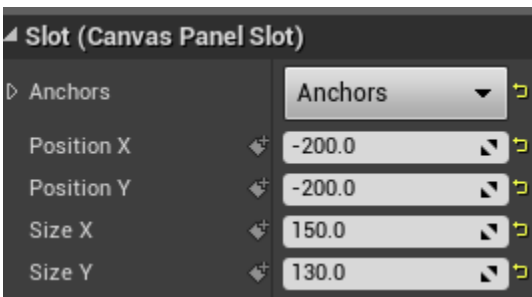 Slot (Canvas Panel Slot)
Anchors Anchors
Position X -200.0
Position Y -200.0
Size X 150.0
Size Y 130.0